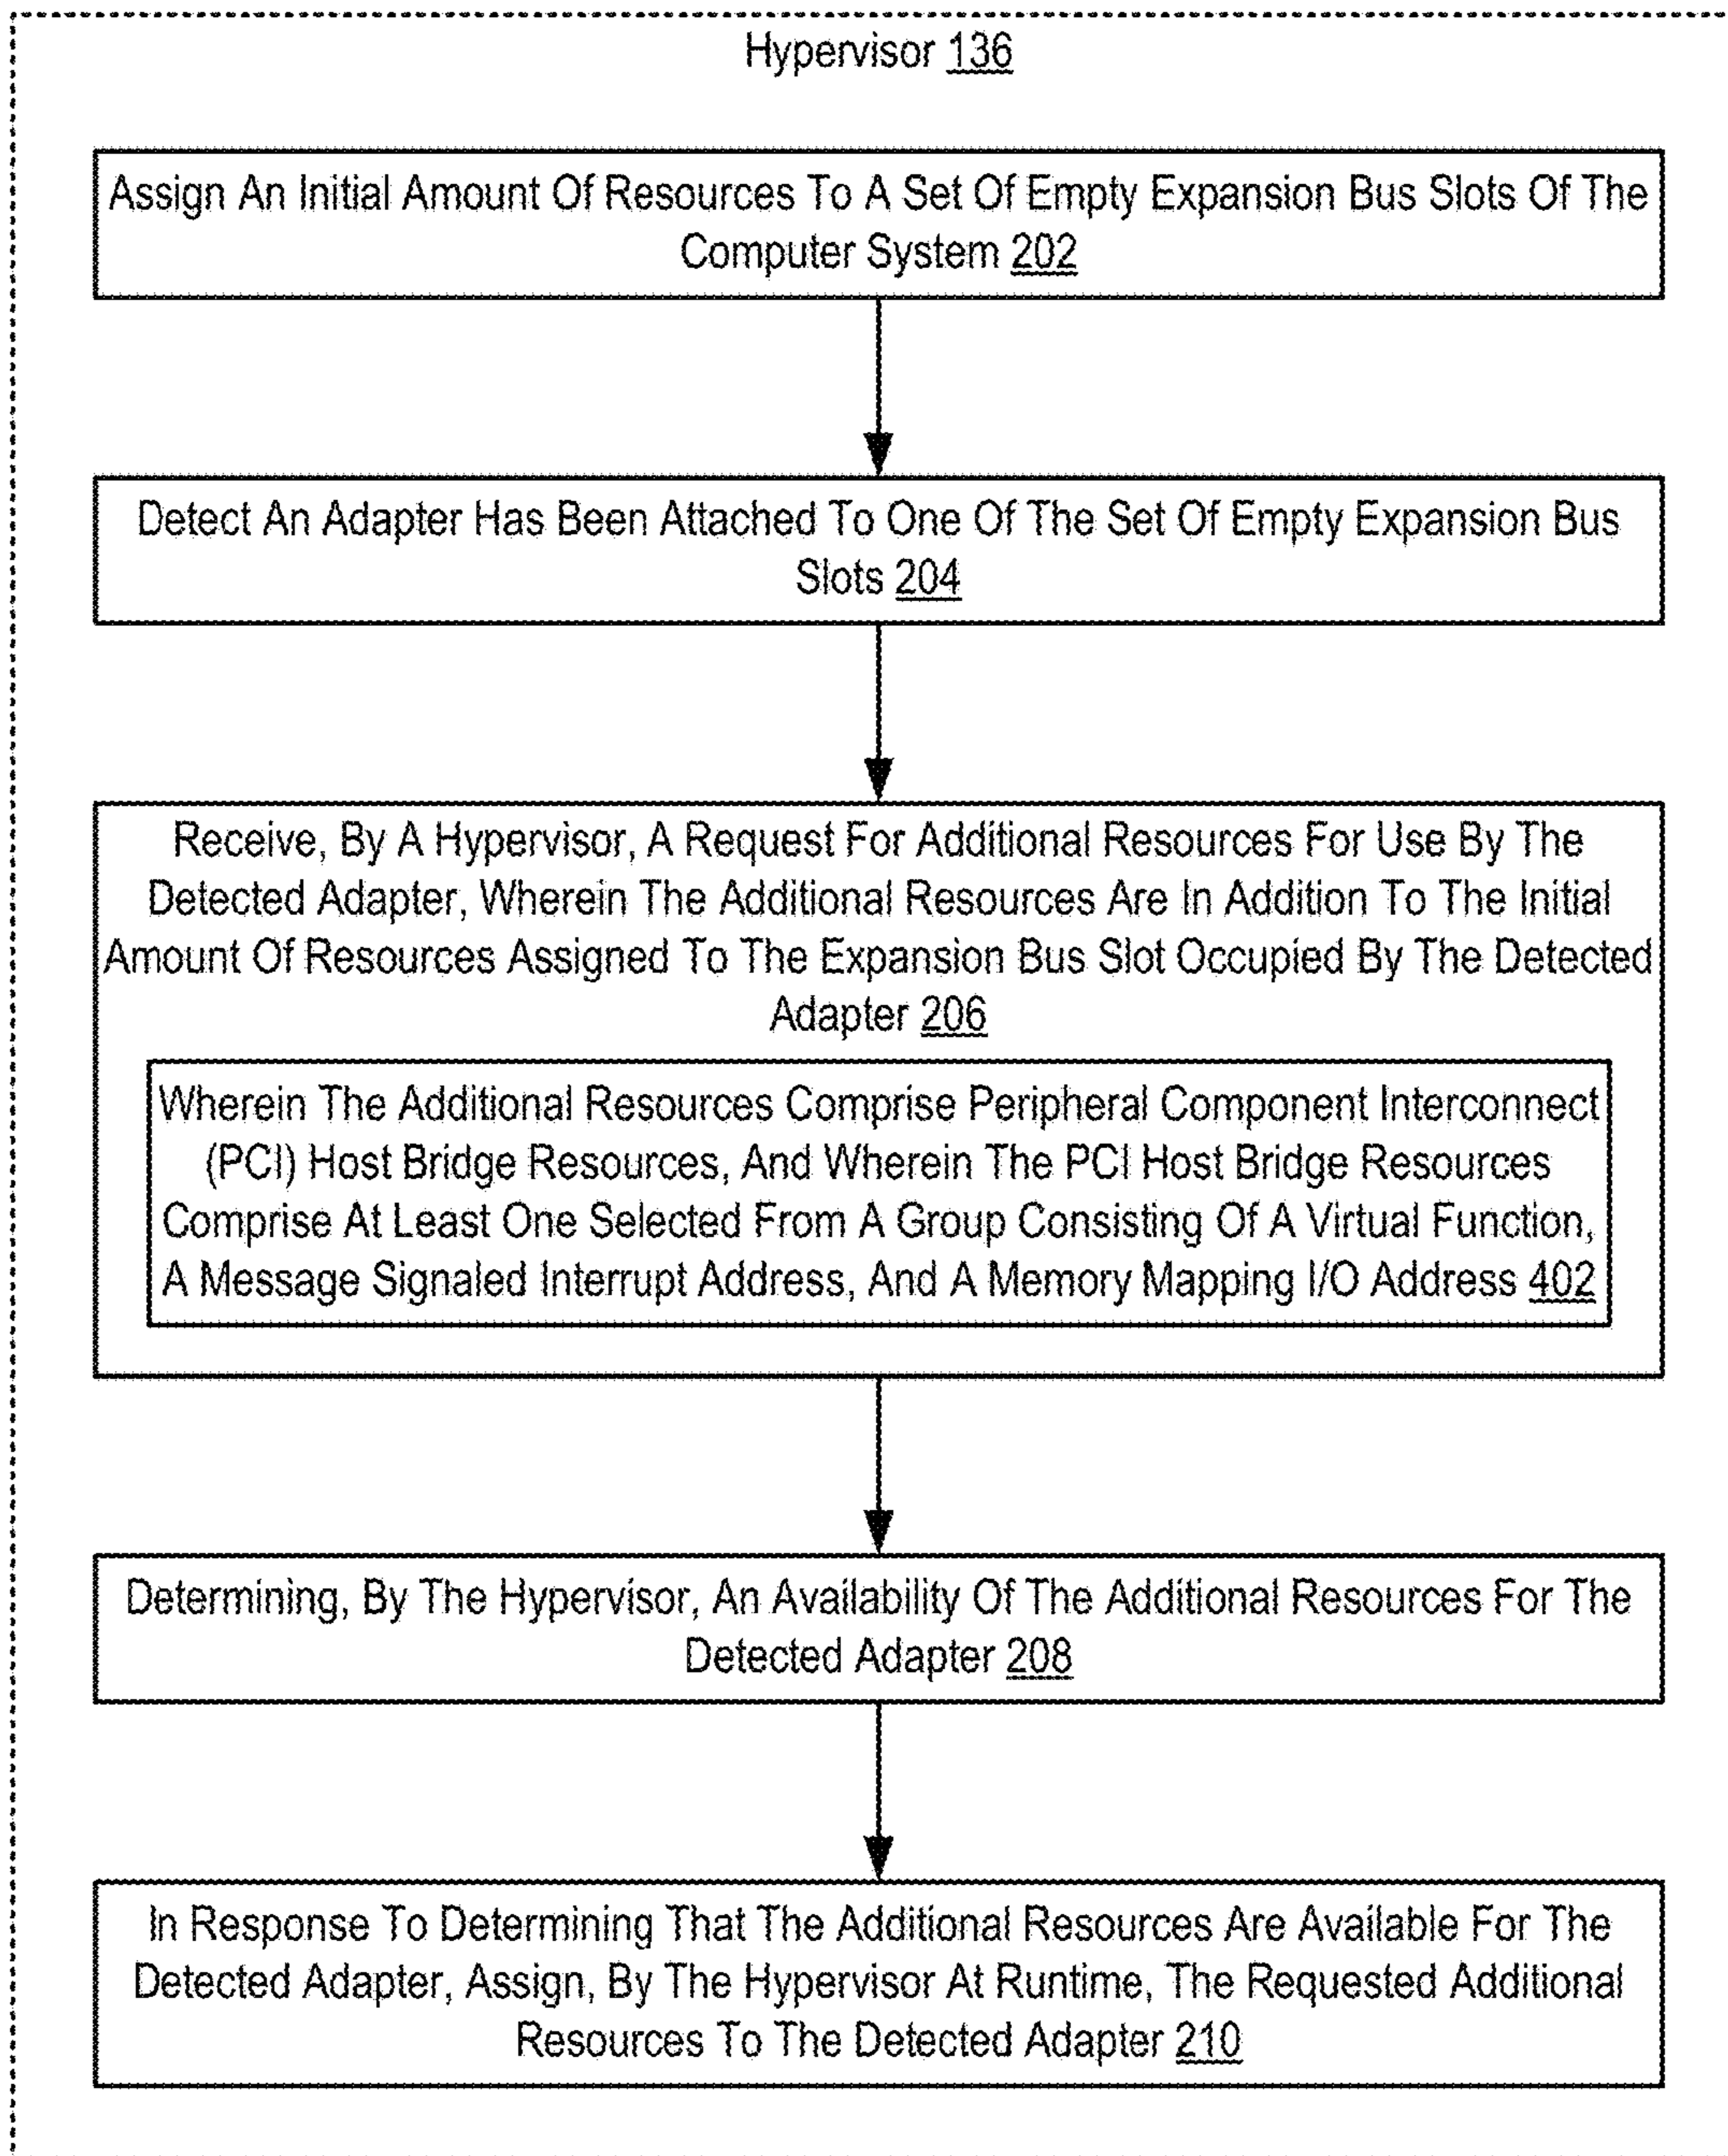 Hypervisor 136
Assign An Initial Amount Of Resources To A Set Of Empty Expansion Bus Slots Of The
Computer System 202
Detect An Adapter Has Been Attached To One Of The Set Of Empty Expansion Bus
Slots 204
Receive, By A Hypervisor, A Request For Additional Resources For Use By The
Detected Adapter, Wherein The Additional Resources Are In Addition To The Initial
Amount Of Resources Assigned To The Expansion Bus Slot Occupied By The Detected
Adapter 206
Wherein The Additional Resources Comprise Peripheral Component Interconnect
(PCI) Host Bridge Resources, And Wherein The PCI Host Bridge Resources
Comprise At Least One Selected From A Group Consisting Of A Virtual Function,
A Message Signaled Interrupt Address, And A Memory Mapping I/O Address 402
Determining, By The Hypervisor, An Availability Of The Additional Resources For The
Detected Adapter 208
In Response To Determining That The Additional Resources Are Available For The
Detected Adapter, Assign, By The Hypervisor At Runtime, The Requested Additional
Resources To The Detected Adapter 210